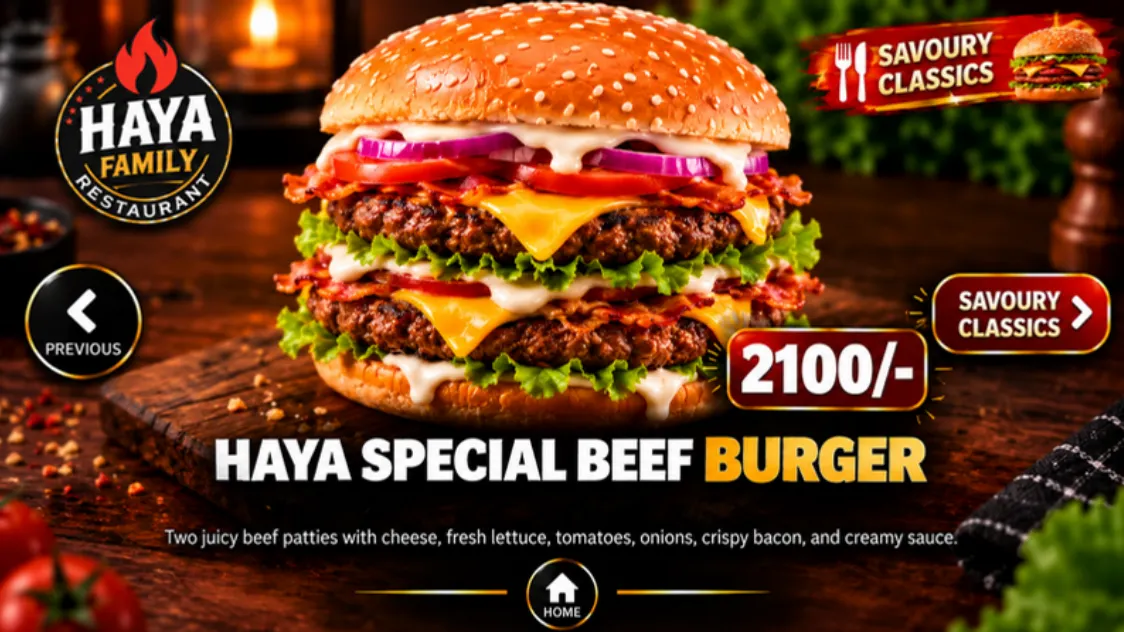 HAYA
FAMILY
RESTAURANT
SAVOURY
CLASSICS
PREVIOUS
SAVOURY
CLASSICS
2100/-
HAYA SPECIAL BEEF BURGER
Two juicy beef patties with cheese, fresh lettuce, tomatoes, onions, crispy bacon, and creamy sauce.
HOME